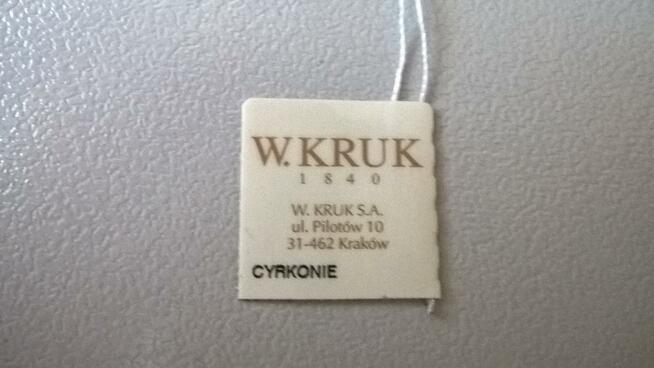 W.KRUK
1840
W. KRUK S.A.
ul. Pilotów 10
31-462 Kraków
CYRKONIE